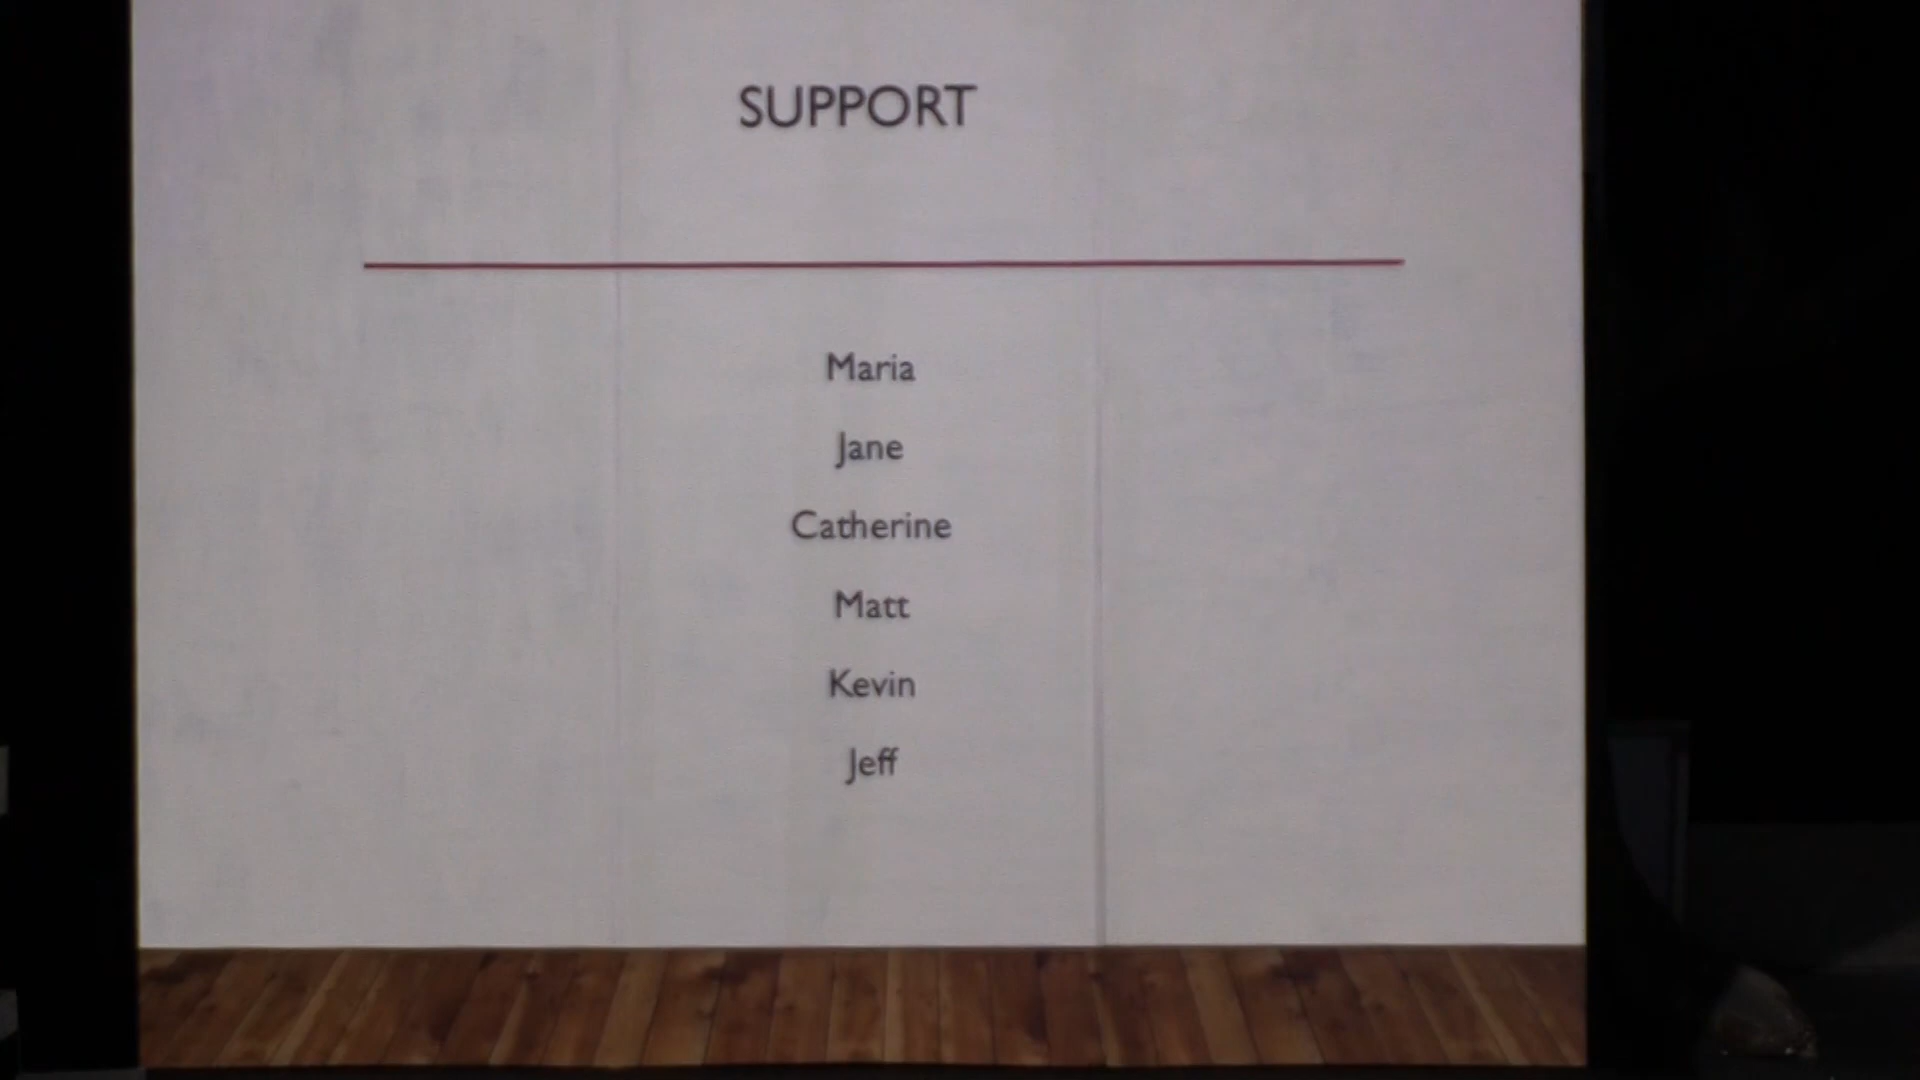 SUPPORT
Maria
Jane
Catherine
Matt
Kevin
Jeff